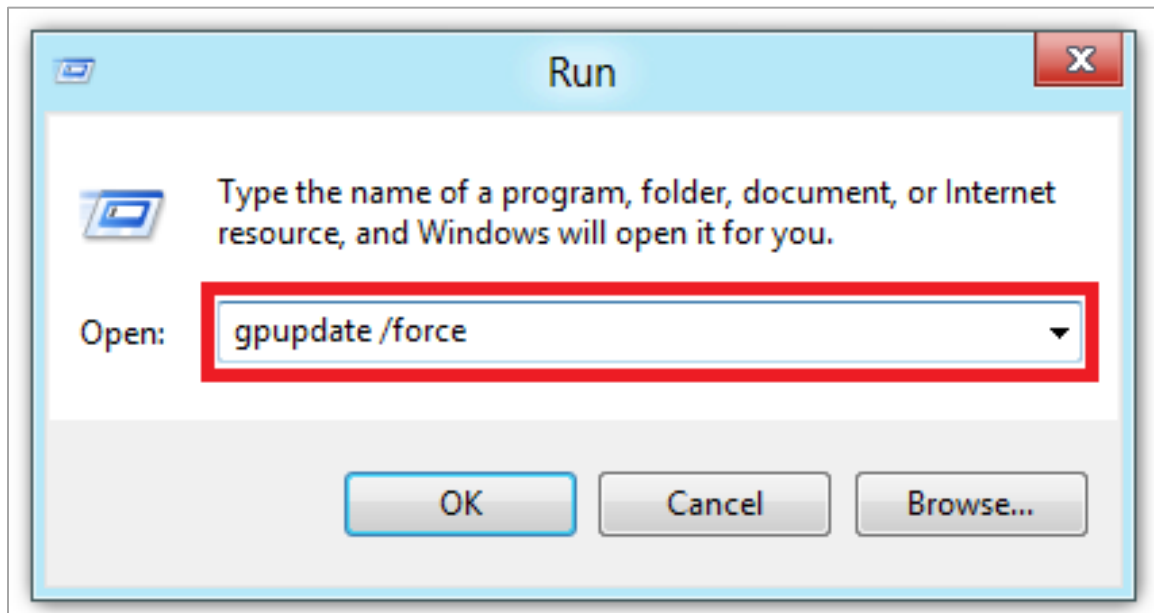 Run
Type the name of a program, folder, document, or Internet
resource, and Windows will open it for you.
Open: gpupdate /force
OK Cancel Browse...